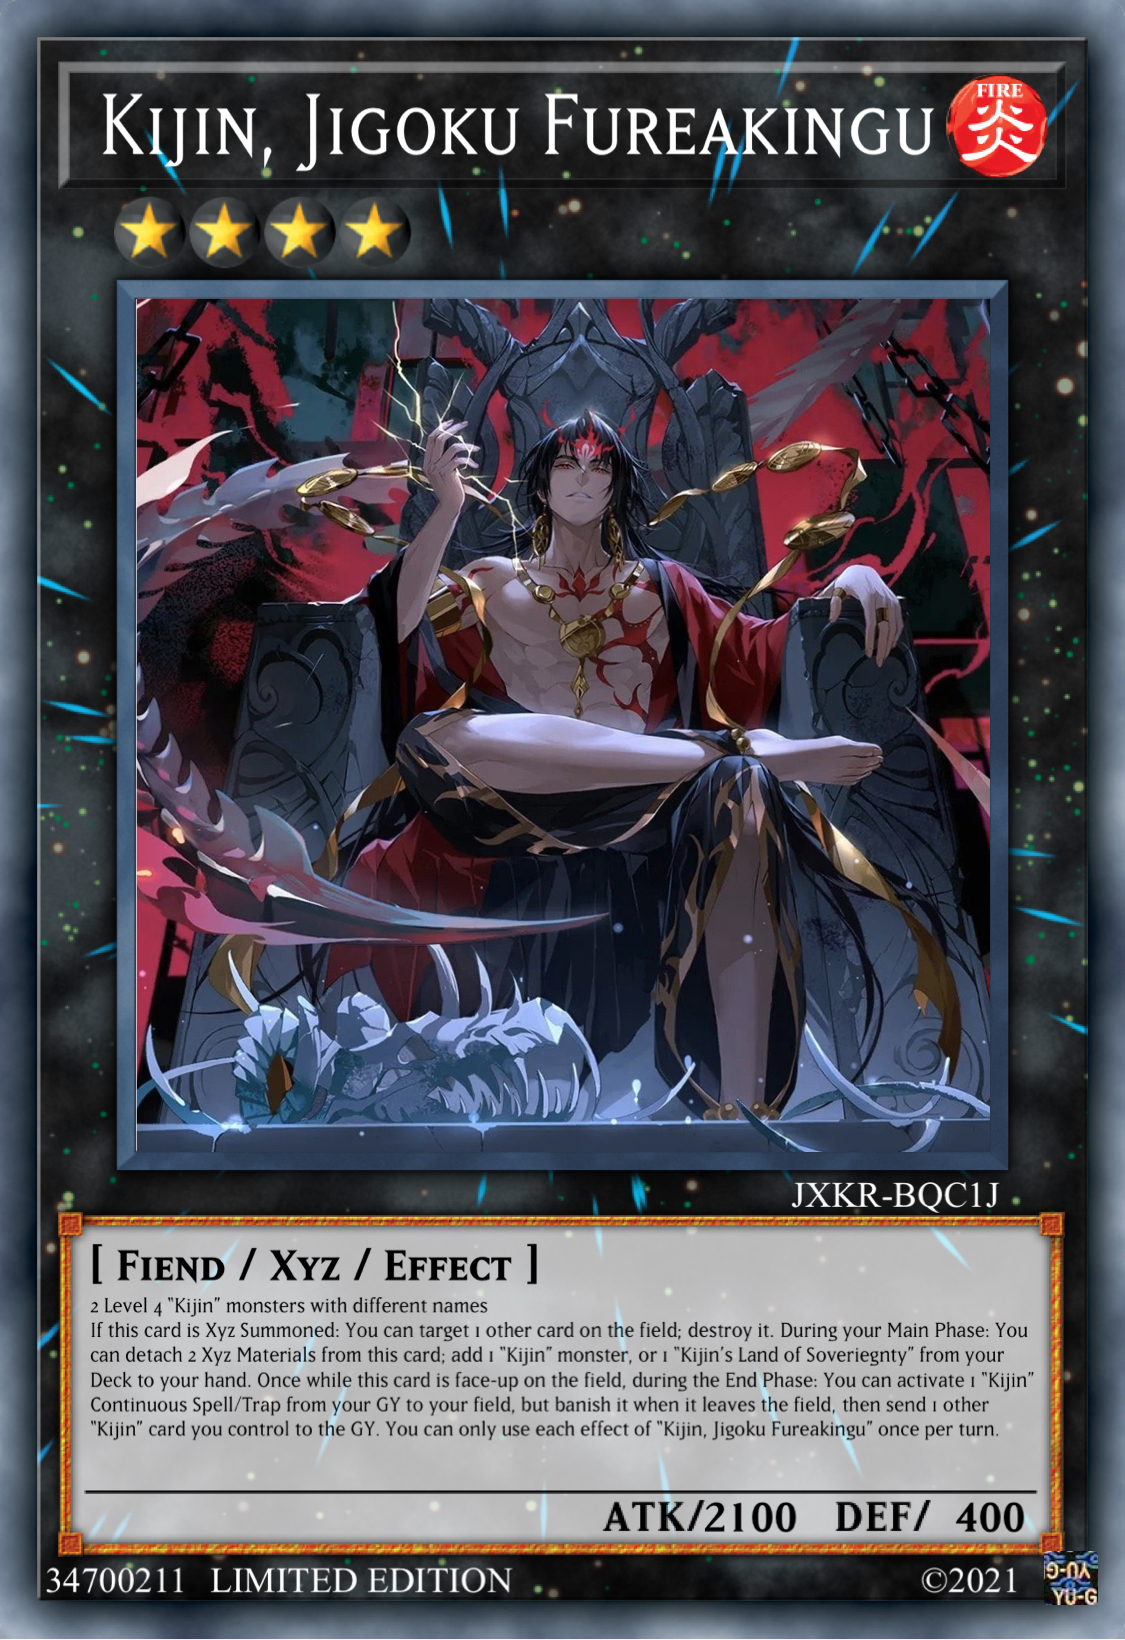 Kijin, Jigoku Fureakingu
FIRE
炎
JXKR-BQC1J
[ Fiend / Xyz / Effect ]
2 Level 4 "Kijin" monsters with different names
If this card is Xyz Summoned: You can target 1 other card on the field; destroy it. During your Main Phase: You
can detach 2 Xyz Materials from this card; add 1 "Kijin" monster, or 1 "Kijin's Land of Soveriegnty" from your
Deck to your hand. Once while this card is face-up on the field, during the End Phase: You can activate 1 "Kijin"
Continuous Spell/Trap from your GY to your field, but banish it when it leaves the field, then send 1 other
"Kijin" card you control to the GY. You can only use each effect of "Kijin, Jigoku Fureakingu" once per turn.
ATK/2100 DEF/ 400
34700211 LIMITED EDITION ©2021
YU-G
YU-G